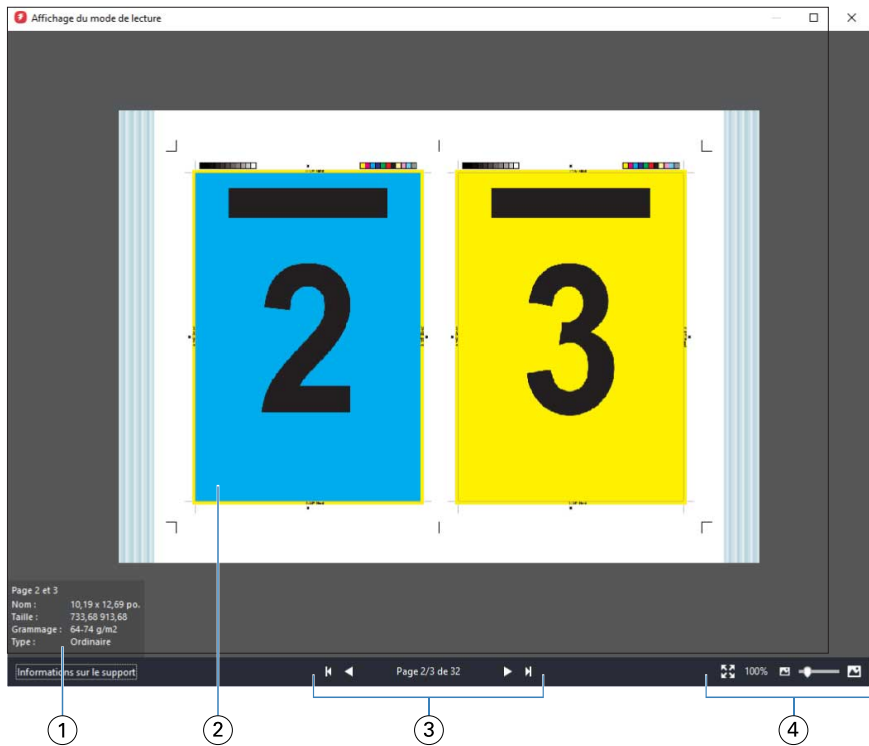 Affichage du mode de lecture
2 3
Page 2 et 3
Nom : 10,19 x 12,69 po.
Taille : 733,68 913,68
Grammage : 64-74 g/m2
Type : Ordinaire
Informations sur le support Page 2/3 de 32 100%
1 2 3 4